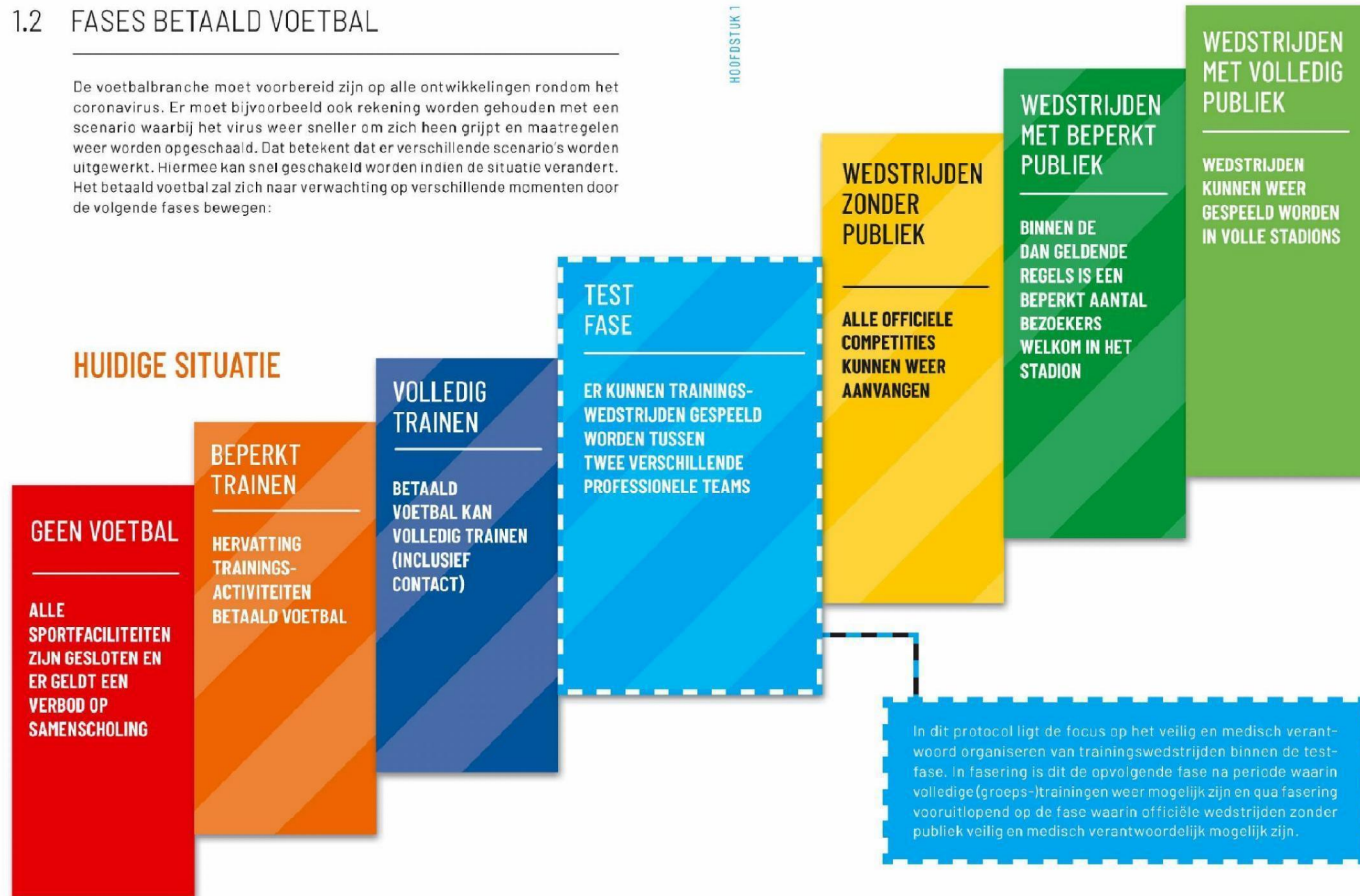 1.2 FASES BETAALD VOETBAL
De voetbalbranche moet voorbereid zijn op alle ontwikkelingen rondom het
coronavirus. Er moet bijvoorbeeld ook rekening worden gehouden met een
scenario waarbij het virus weer sneller om zich heen grijpt en maatregelen
weer worden opgeschaald. Dat betekent dat er verschillende scenario's worden
uitgewerkt. Hiermee kan snel geschakeld worden indien de situatie verandert.
Het betaald voetbal zal zich naar verwachting op verschillende momenten door
de volgende fases bewegen:
HOOFDSTUK 1
HUIDIGE SITUATIE
GEEN VOETBAL
ALLE
SPORTFACILITEITEN
ZIJN GESLOTEN EN
ER GELDT EEN
VERBOD OP
SAMENSCHOLING
BEPERKT
TRAINEN
HERVATTING
TRAININGS-
ACTIVITEITEN
BETAALD VOETBAL
VOLLEDIG
TRAINEN
BETAALD
VOETBAL KAN
VOLLEDIG TRAINEN
(INCLUSIEF
CONTACT)
TEST
FASE
ER KUNNEN TRAININGS-
WEDSTRIJDEN GESPEELD
WORDEN TUSSEN
TWEE VERSCHILLENDE
PROFESSIONELE TEAMS
WEDSTRIJDEN
ZONDER
PUBLIEK
ALLE OFFICIELE
COMPETITIES
KUNNEN WEER
AANVANGEN
WEDSTRIJDEN
MET BEPERKT
PUBLIEK
BINNEN DE
DAN GELDENDE
REGELS IS EEN
BEPERKT AANTAL
BEZOEKERS
WELKOM IN HET
STADION
WEDSTRIJDEN
MET VOLLEDIG
PUBLIEK
WEDSTRIJDEN
KUNNEN WEER
GESPEELD WORDEN
IN VOLLE STADIONS
In dit protocol ligt de focus op het veilig en medisch verant-
woord organiseren van trainingswedstrijden binnen de test-
fase. In fasering is dit de opvolgende fase na periode waarin
volledige (groeps-)trainingen weer mogelijk zijn en qua fasering
vooruitlopend op de fase waarin officiële wedstrijden zonder
publiek veilig en medisch verantwoordelijk mogelijk zijn.